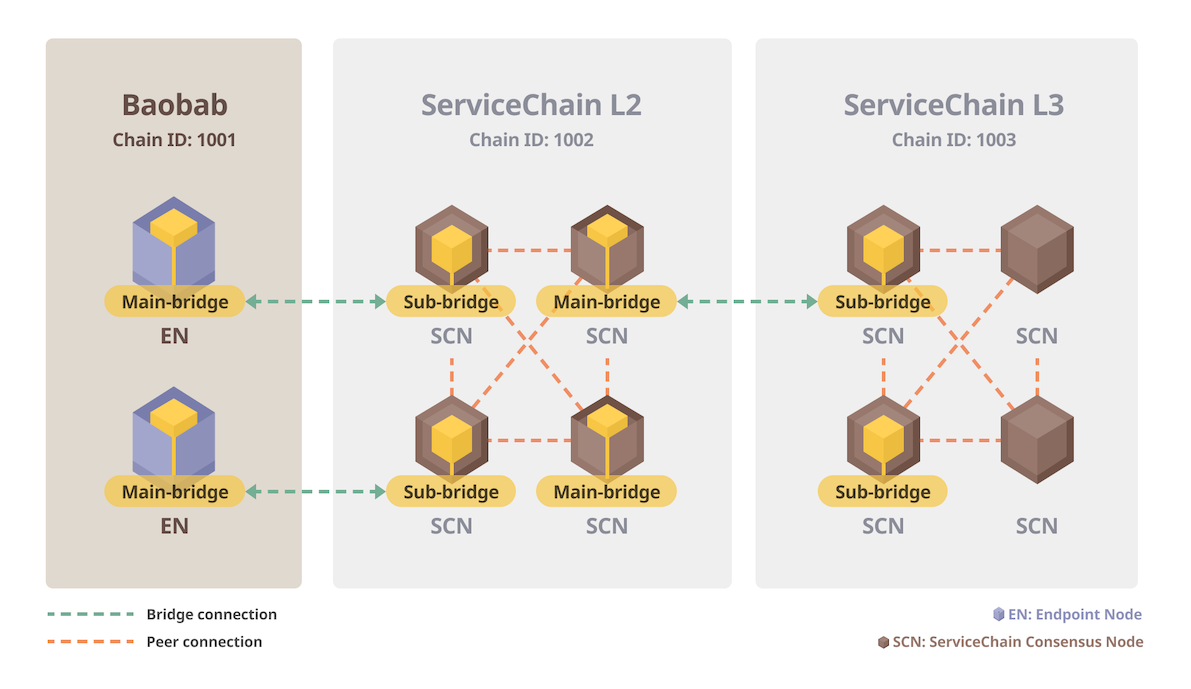 Baobab
Chain ID: 1001
ServiceChain L2
Chain ID: 1002
ServiceChain L3
Chain ID: 1003
Main-bridge
EN
Sub-bridge
SCN
Main-bridge
SCN
Sub-bridge
SCN
SCN
Main-bridge
EN
Sub-bridge
SCN
Main-bridge
SCN
Sub-bridge
SCN
SCN
Bridge connection
Peer connection
EN: Endpoint Node
SCN: ServiceChain Consensus Node